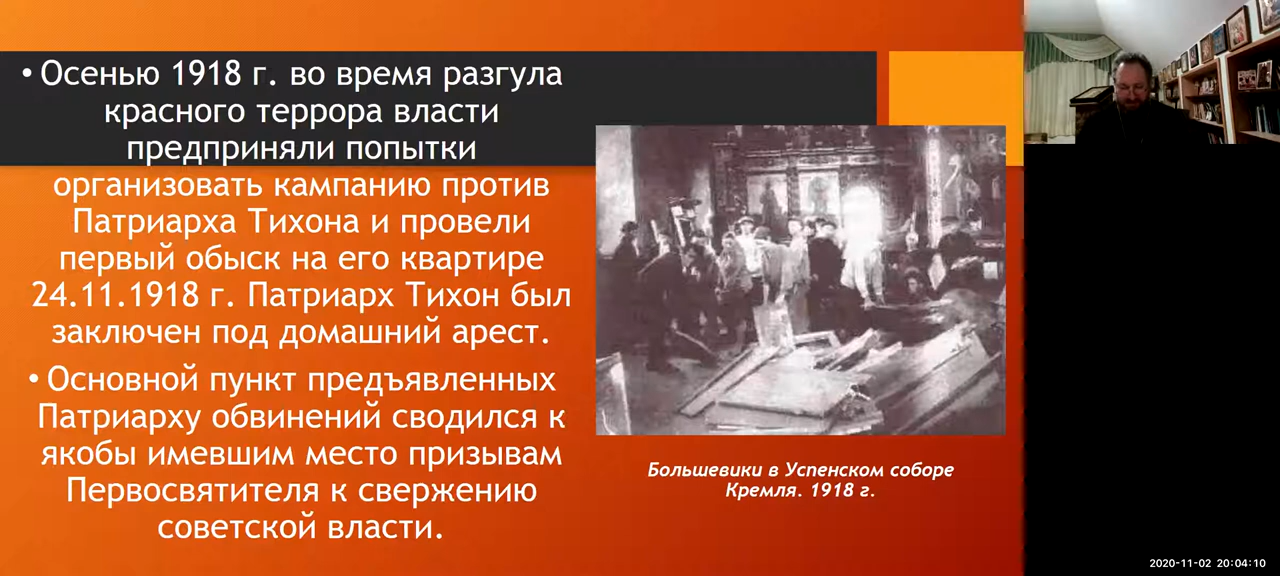 • Осенью 1918 г. во время разгула
красного террора власти
предприняли попытки
организовать кампанию против
Патриарха Тихона и провели
первый обыск на его квартире
24.11.1918 г. Патриарх Тихон был
заключен под домашний арест.
• Основной пункт предъявленных
Патриарху обвинений сводился к
якобы имевшим место призывам
Первосвятителя к свержению
советской власти.
Большевики в Успенском соборе
Кремля. 1918 г.
2020-11-02 20:04:10